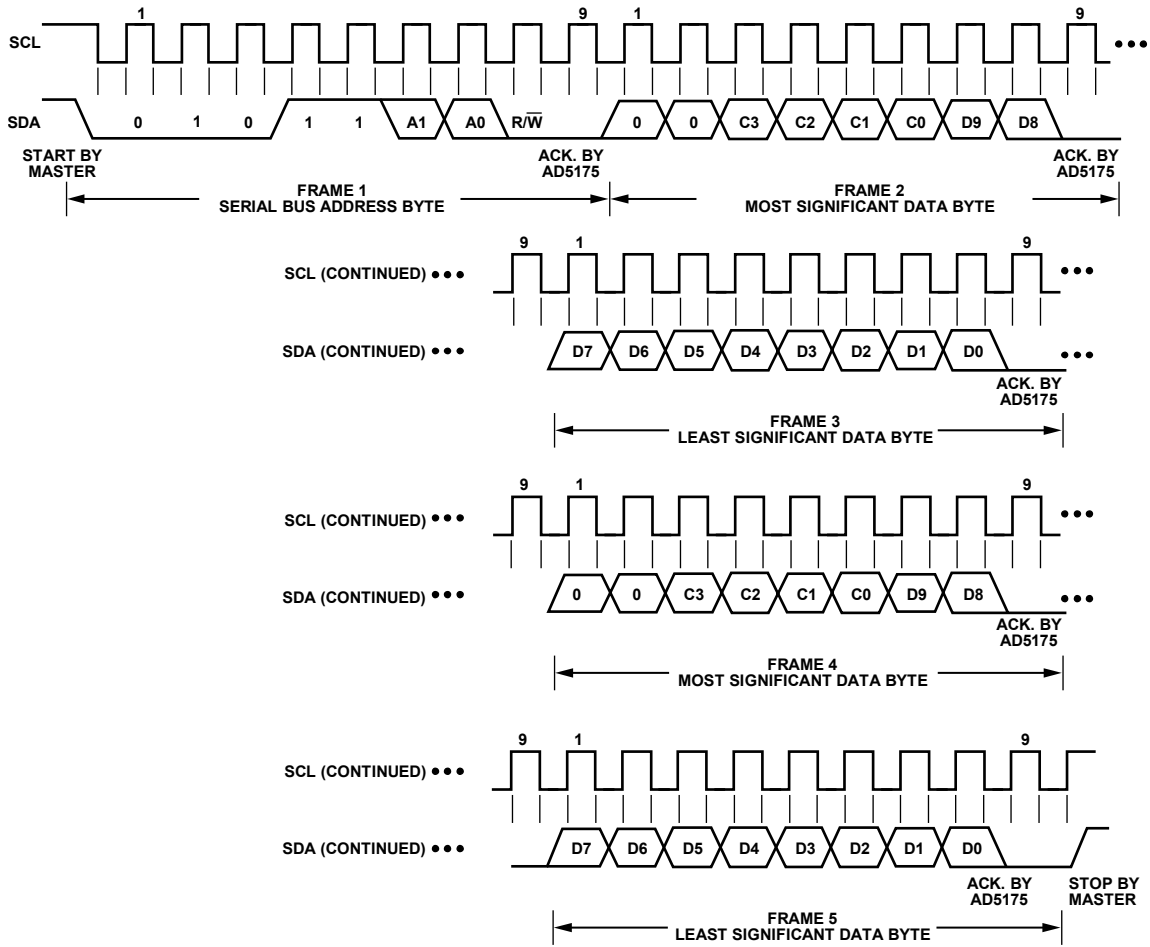 1 9 1 9
SCL
SDA 0 1 0 1 1 A1 A0 R/W 0 0 C3 C2 C1 C0 D9 D8
START BY
MASTER
ACK. BY
AD5175
ACK. BY
AD5175
FRAME 1
SERIAL BUS ADDRESS BYTE
FRAME 2
MOST SIGNIFICANT DATA BYTE
9 1 9
SCL (CONTINUED)
SDA (CONTINUED) D7 D6 D5 D4 D3 D2 D1 D0
ACK. BY
AD5175
FRAME 3
LEAST SIGNIFICANT DATA BYTE
9 1 9
SCL (CONTINUED)
SDA (CONTINUED) 0 0 C3 C2 C1 C0 D9 D8
ACK. BY
AD5175
FRAME 4
MOST SIGNIFICANT DATA BYTE
9 1 9
SCL (CONTINUED)
SDA (CONTINUED) D7 D6 D5 D4 D3 D2 D1 D0
ACK. BY
AD5175
STOP BY
MASTER
FRAME 5
LEAST SIGNIFICANT DATA BYTE